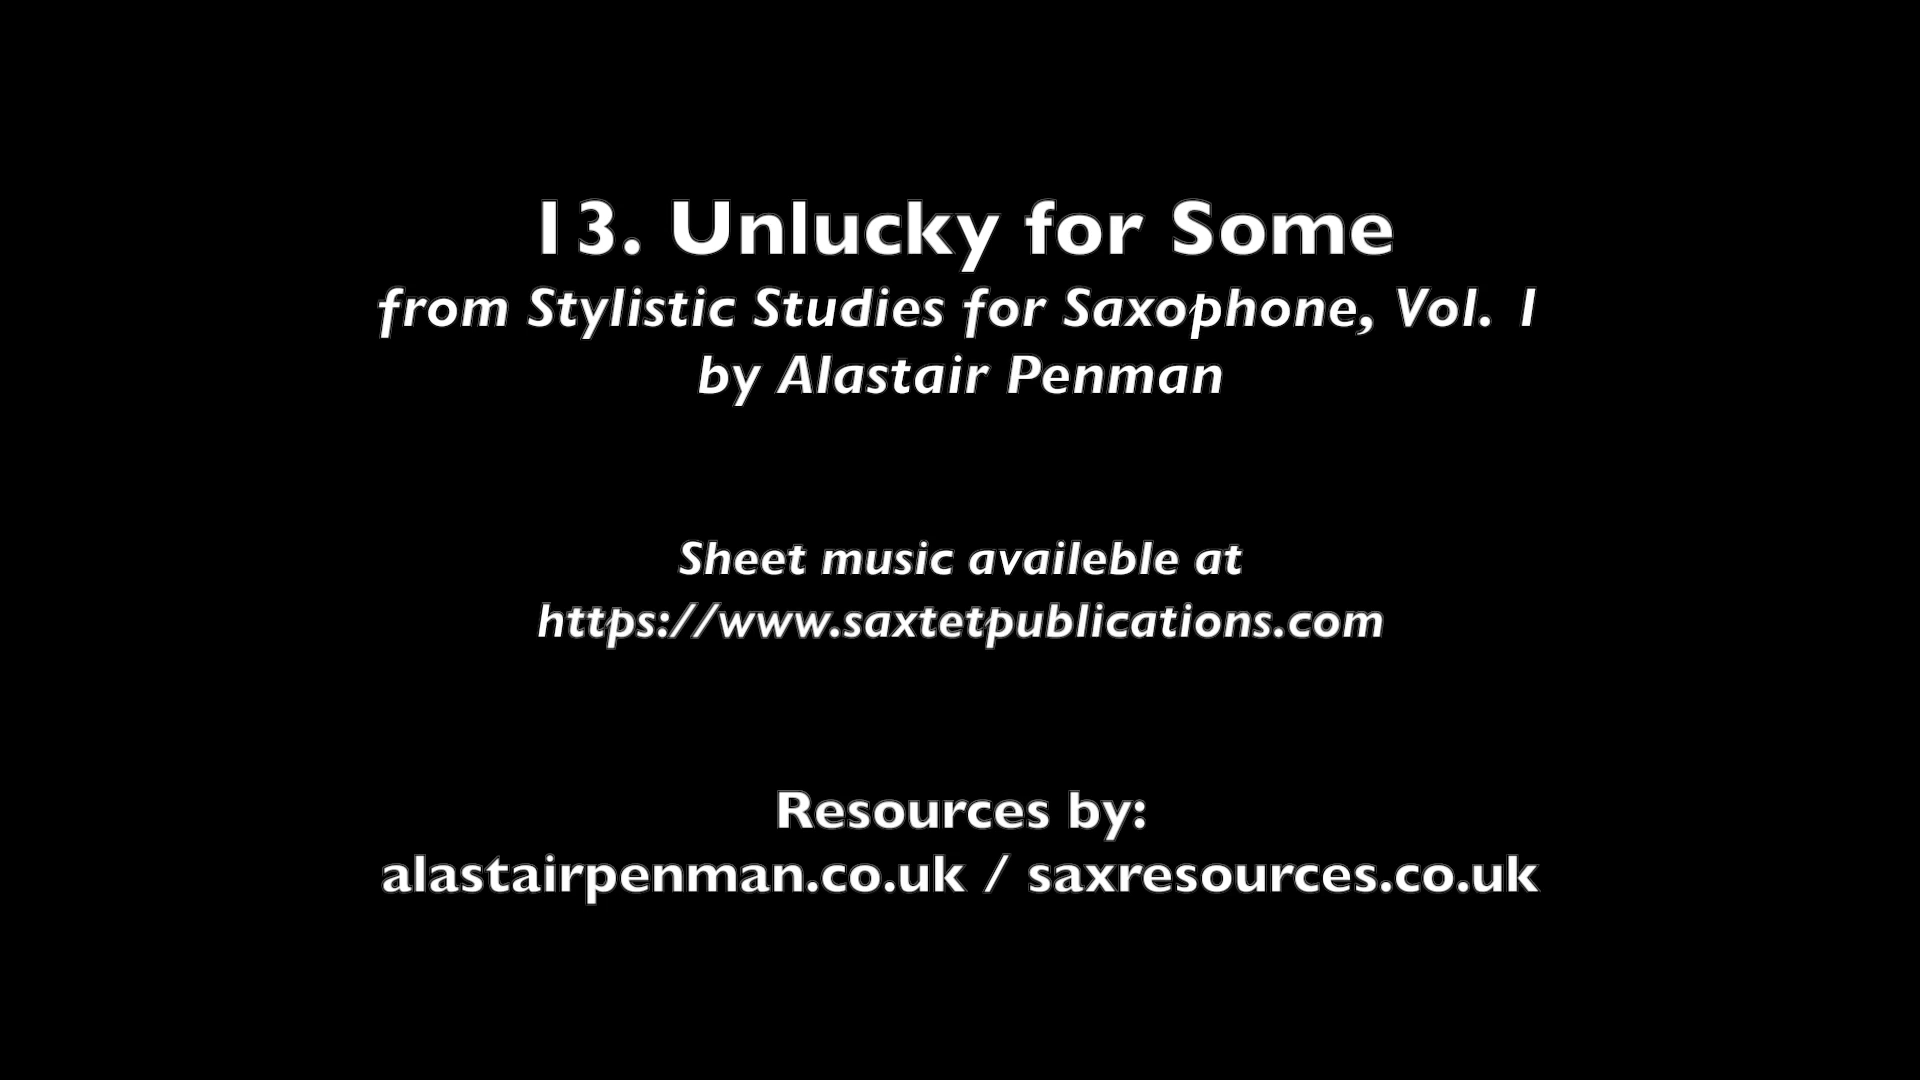 13. Unlucky for Some
from Stylistic Studies for Saxophone, Vol. 1
by Alastair Penman
Sheet music availeble at
https://www.saxtetpublications.com
Resources by:
alastairpenman.co.uk / saxresources.co.uk